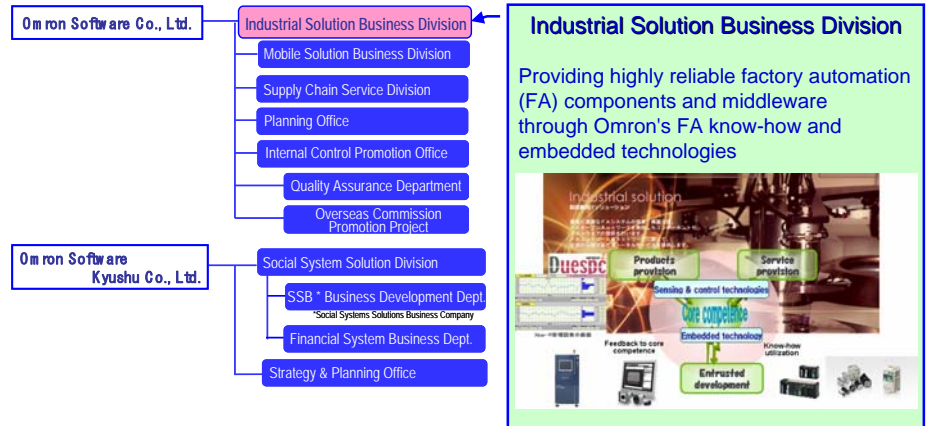 Omron Software Co., Ltd.
Industrial Solution Business Division
Mobile Solution Business Division
Supply Chain Service Division
Planning Office
Internal Control Promotion Office
Quality Assurance Department
Overseas Commission
Promotion Project
Omron Software
Kyushu Co., Ltd.
Social System Solution Division
SSB * Business Development Dept.
*Social Systems Solutions Business Company
Financial System Business Dept.
Strategy & Planning Office
Industrial Solution Business Division
Providing highly reliable factory automation
(FA) components and middleware
through Omron's FA know-how and
embedded technologies
Industrial solution
Duespc
Products
provision
Service
provision
Sensing & control technologies
Core competence
Embedded technology
Feedback to core
competence
Know-how
utilization
Entrusted
development